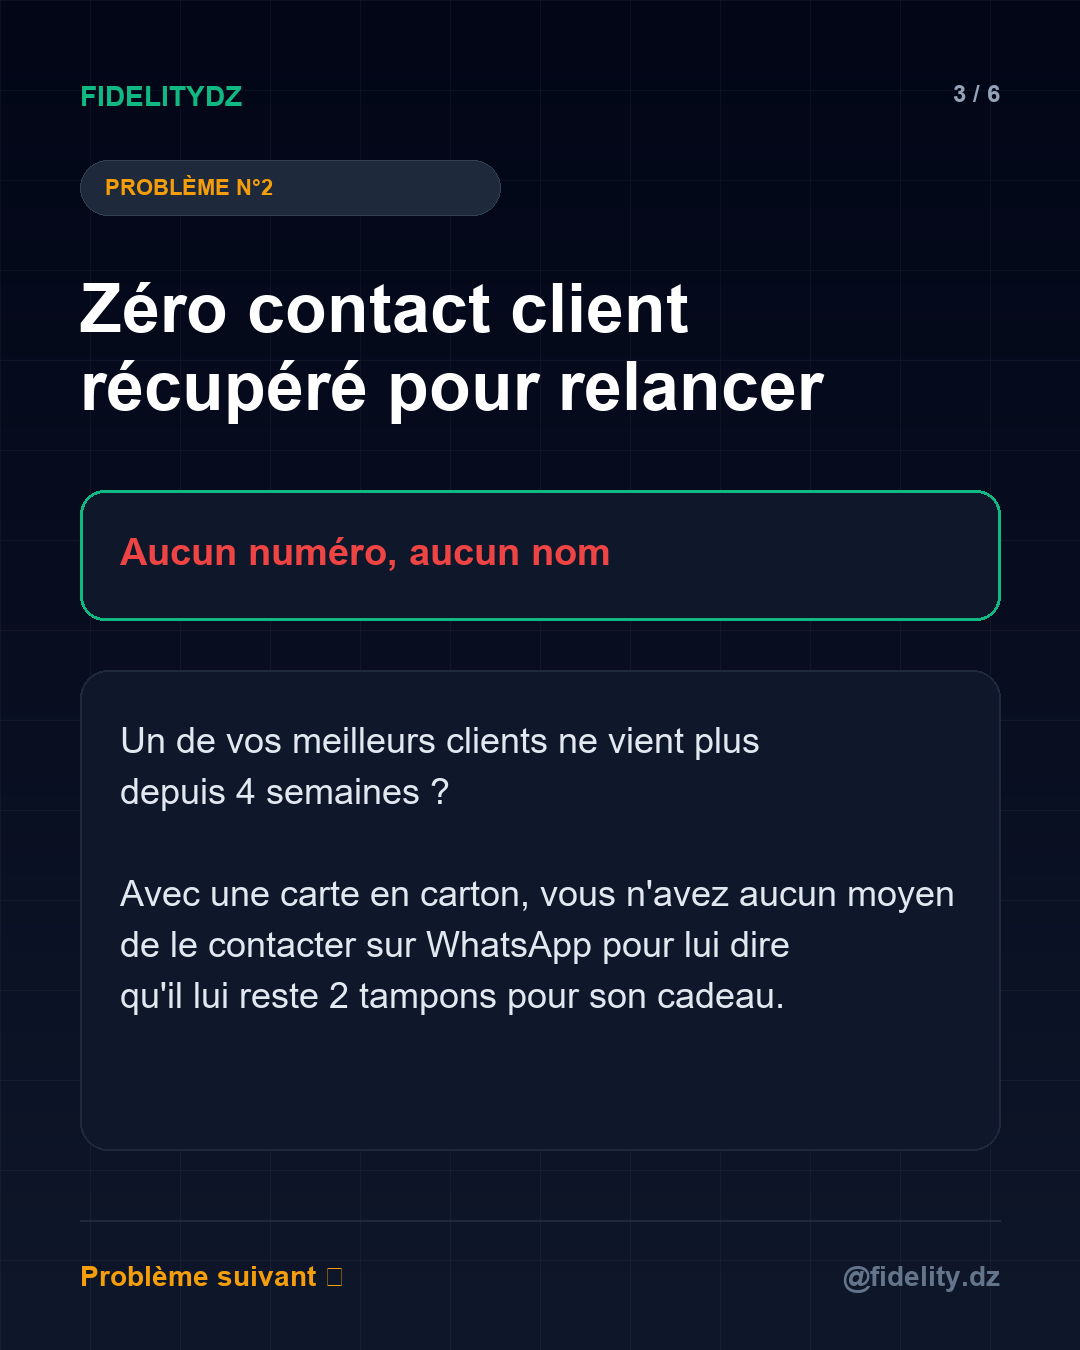 FIDELITYDZ
3 / 6
PROBLÈME N°2
Zéro contact client
récupéré pour relancer
Aucun numéro, aucun nom
Un de vos meilleurs clients ne vient plus
depuis 4 semaines ?
Avec une carte en carton, vous n'avez aucun moyen
de le contacter sur WhatsApp pour lui dire
qu'il lui reste 2 tampons pour son cadeau.
Problème suivant
@fidelity.dz